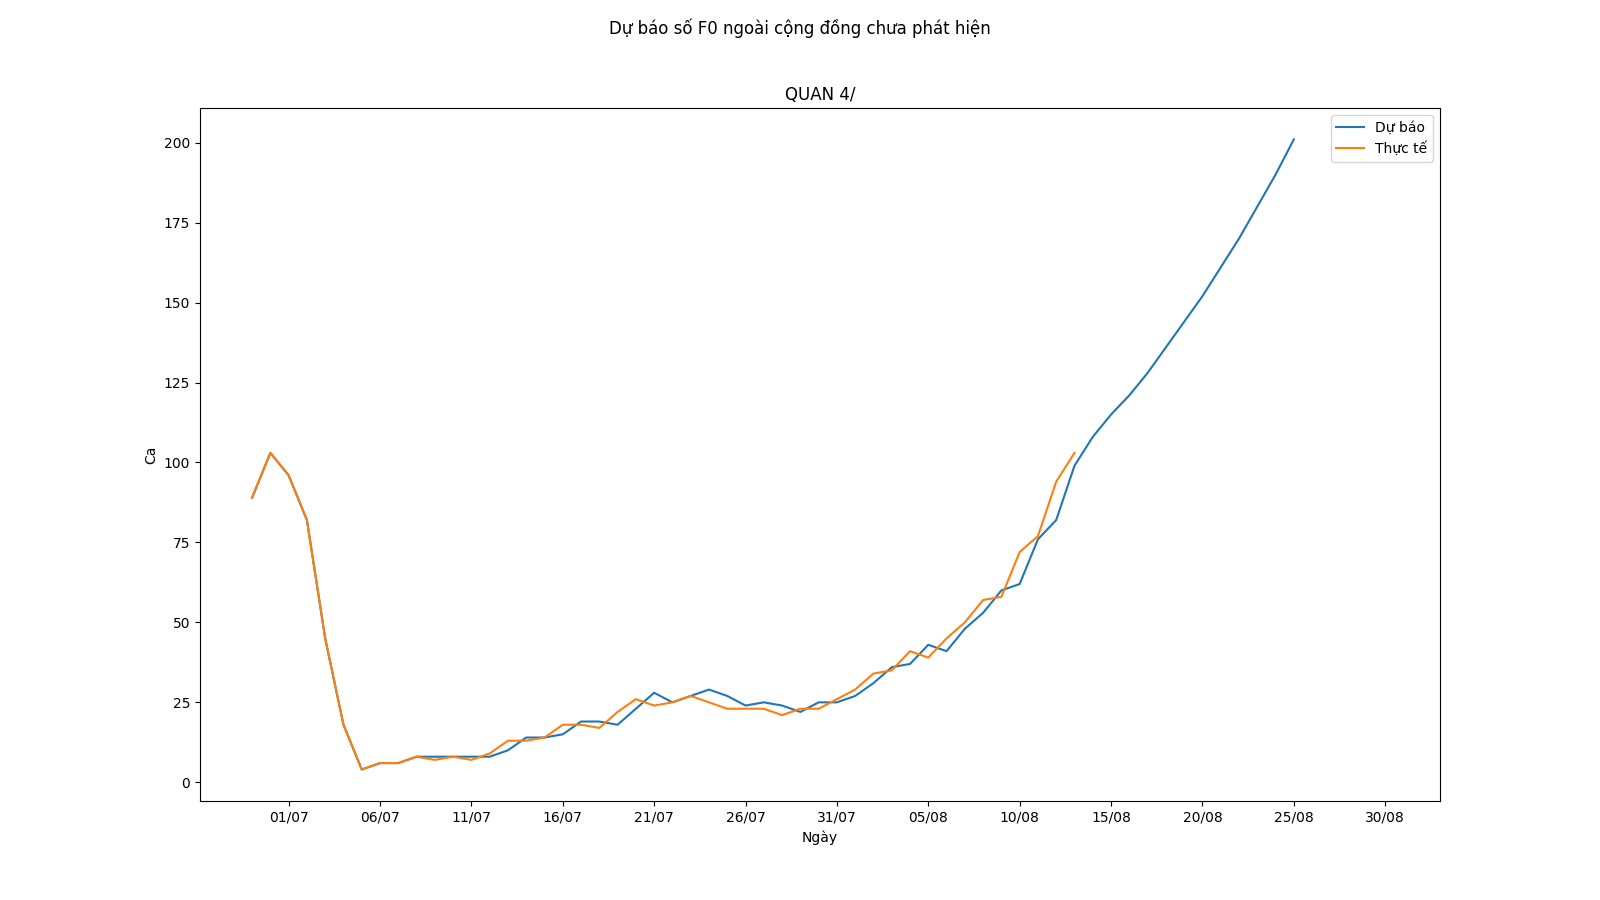 Dự báo số F0 ngoài cộng đồng chưa phát hiện
QUAN 4/
Dự báo
Thực tế
Ca
200
175
150
125
100
75
50
25
0
01/07 06/07 11/07 16/07 21/07 26/07 31/07 05/08 10/08 15/08 20/08 25/08 30/08
Ngày